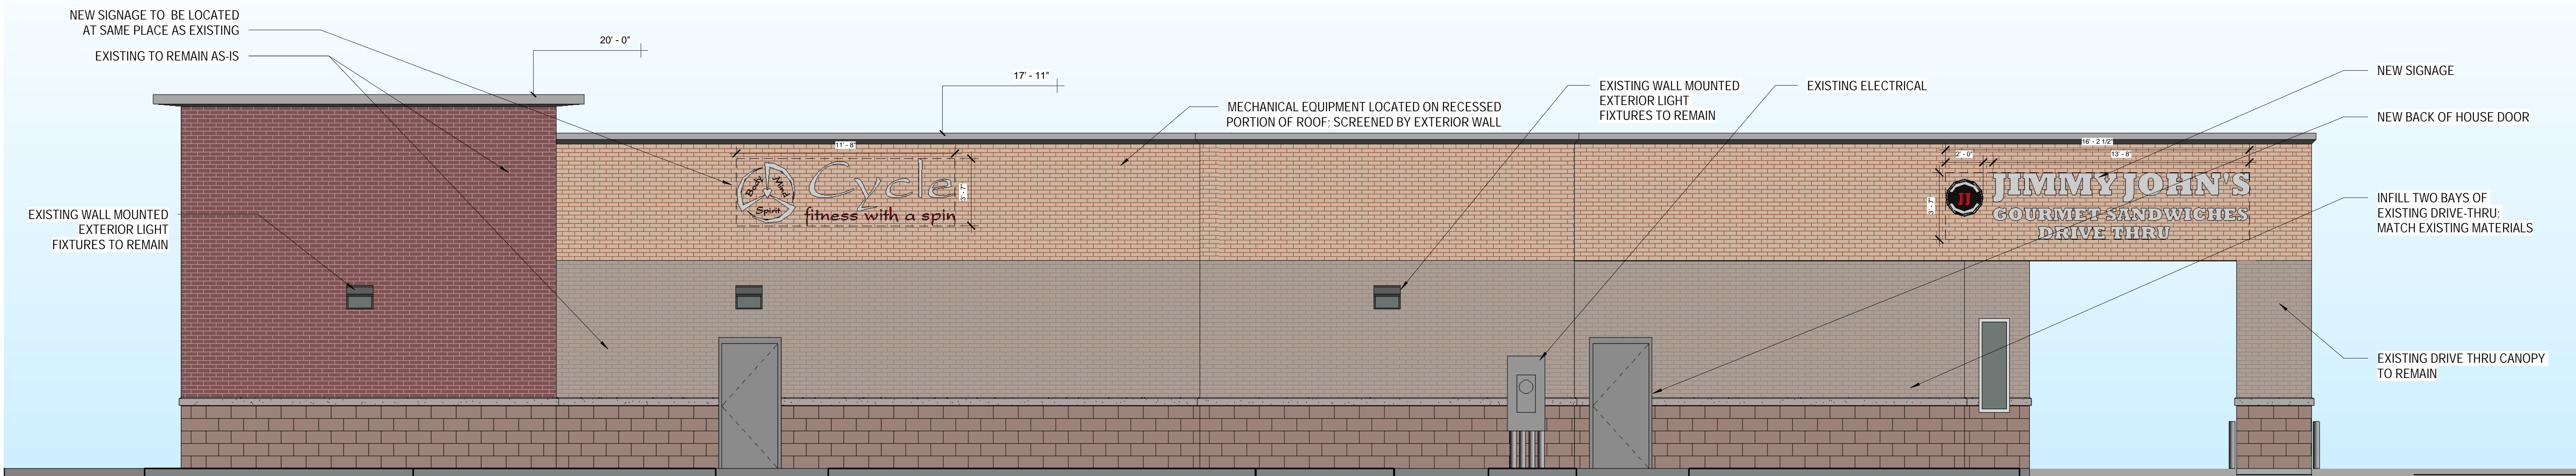 NEW SIGNAGE TO BE LOCATED
AT SAME PLACE AS EXISTING
EXISTING TO REMAIN AS-IS
EXISTING WALL MOUNTED
EXTERIOR LIGHT
FIXTURES TO REMAIN
20' - 0"
17' - 11"
MECHANICAL EQUIPMENT LOCATED ON RECESSED
PORTION OF ROOF; SCREENED BY EXTERIOR WALL
EXISTING WALL MOUNTED
EXTERIOR LIGHT
FIXTURES TO REMAIN
EXISTING ELECTRICAL
11' - 8"
Body
Mind
Spirit
Cycle
fitness with a spin
3' - 7"
16' - 2 1/2"
2' - 0"
13' - 8"
3' - 7"
JJ
JIMMY JOHN'S
GOURMET SANDWICHES
DRIVE THRU
NEW SIGNAGE
NEW BACK OF HOUSE DOOR
INFILL TWO BAYS OF
EXISTING DRIVE-THRU;
MATCH EXISTING MATERIALS
EXISTING DRIVE THRU CANOPY
TO REMAIN